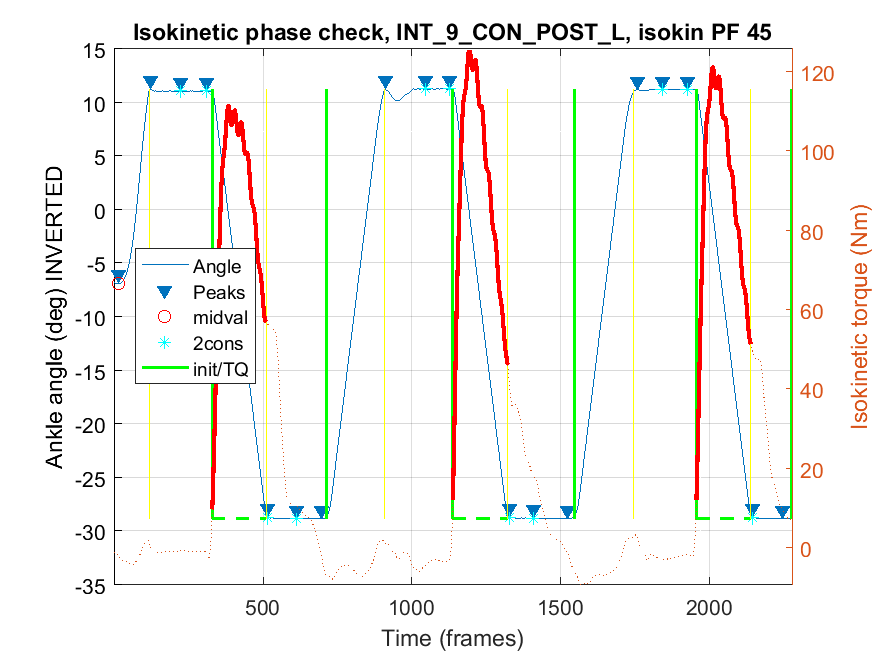 Isokinetic phase check, INT_9_CON_POST_L, isokin PF 45
Ankle angle (deg) INVERTED
15
10
5
0
-5
-10
-15
-20
-25
-30
-35
Angle
Peaks
midval
2cons
init/TQ
120
100
80
60
40
20
0
Isokinetic torque (Nm)
500
1000
1500
2000
Time (frames)